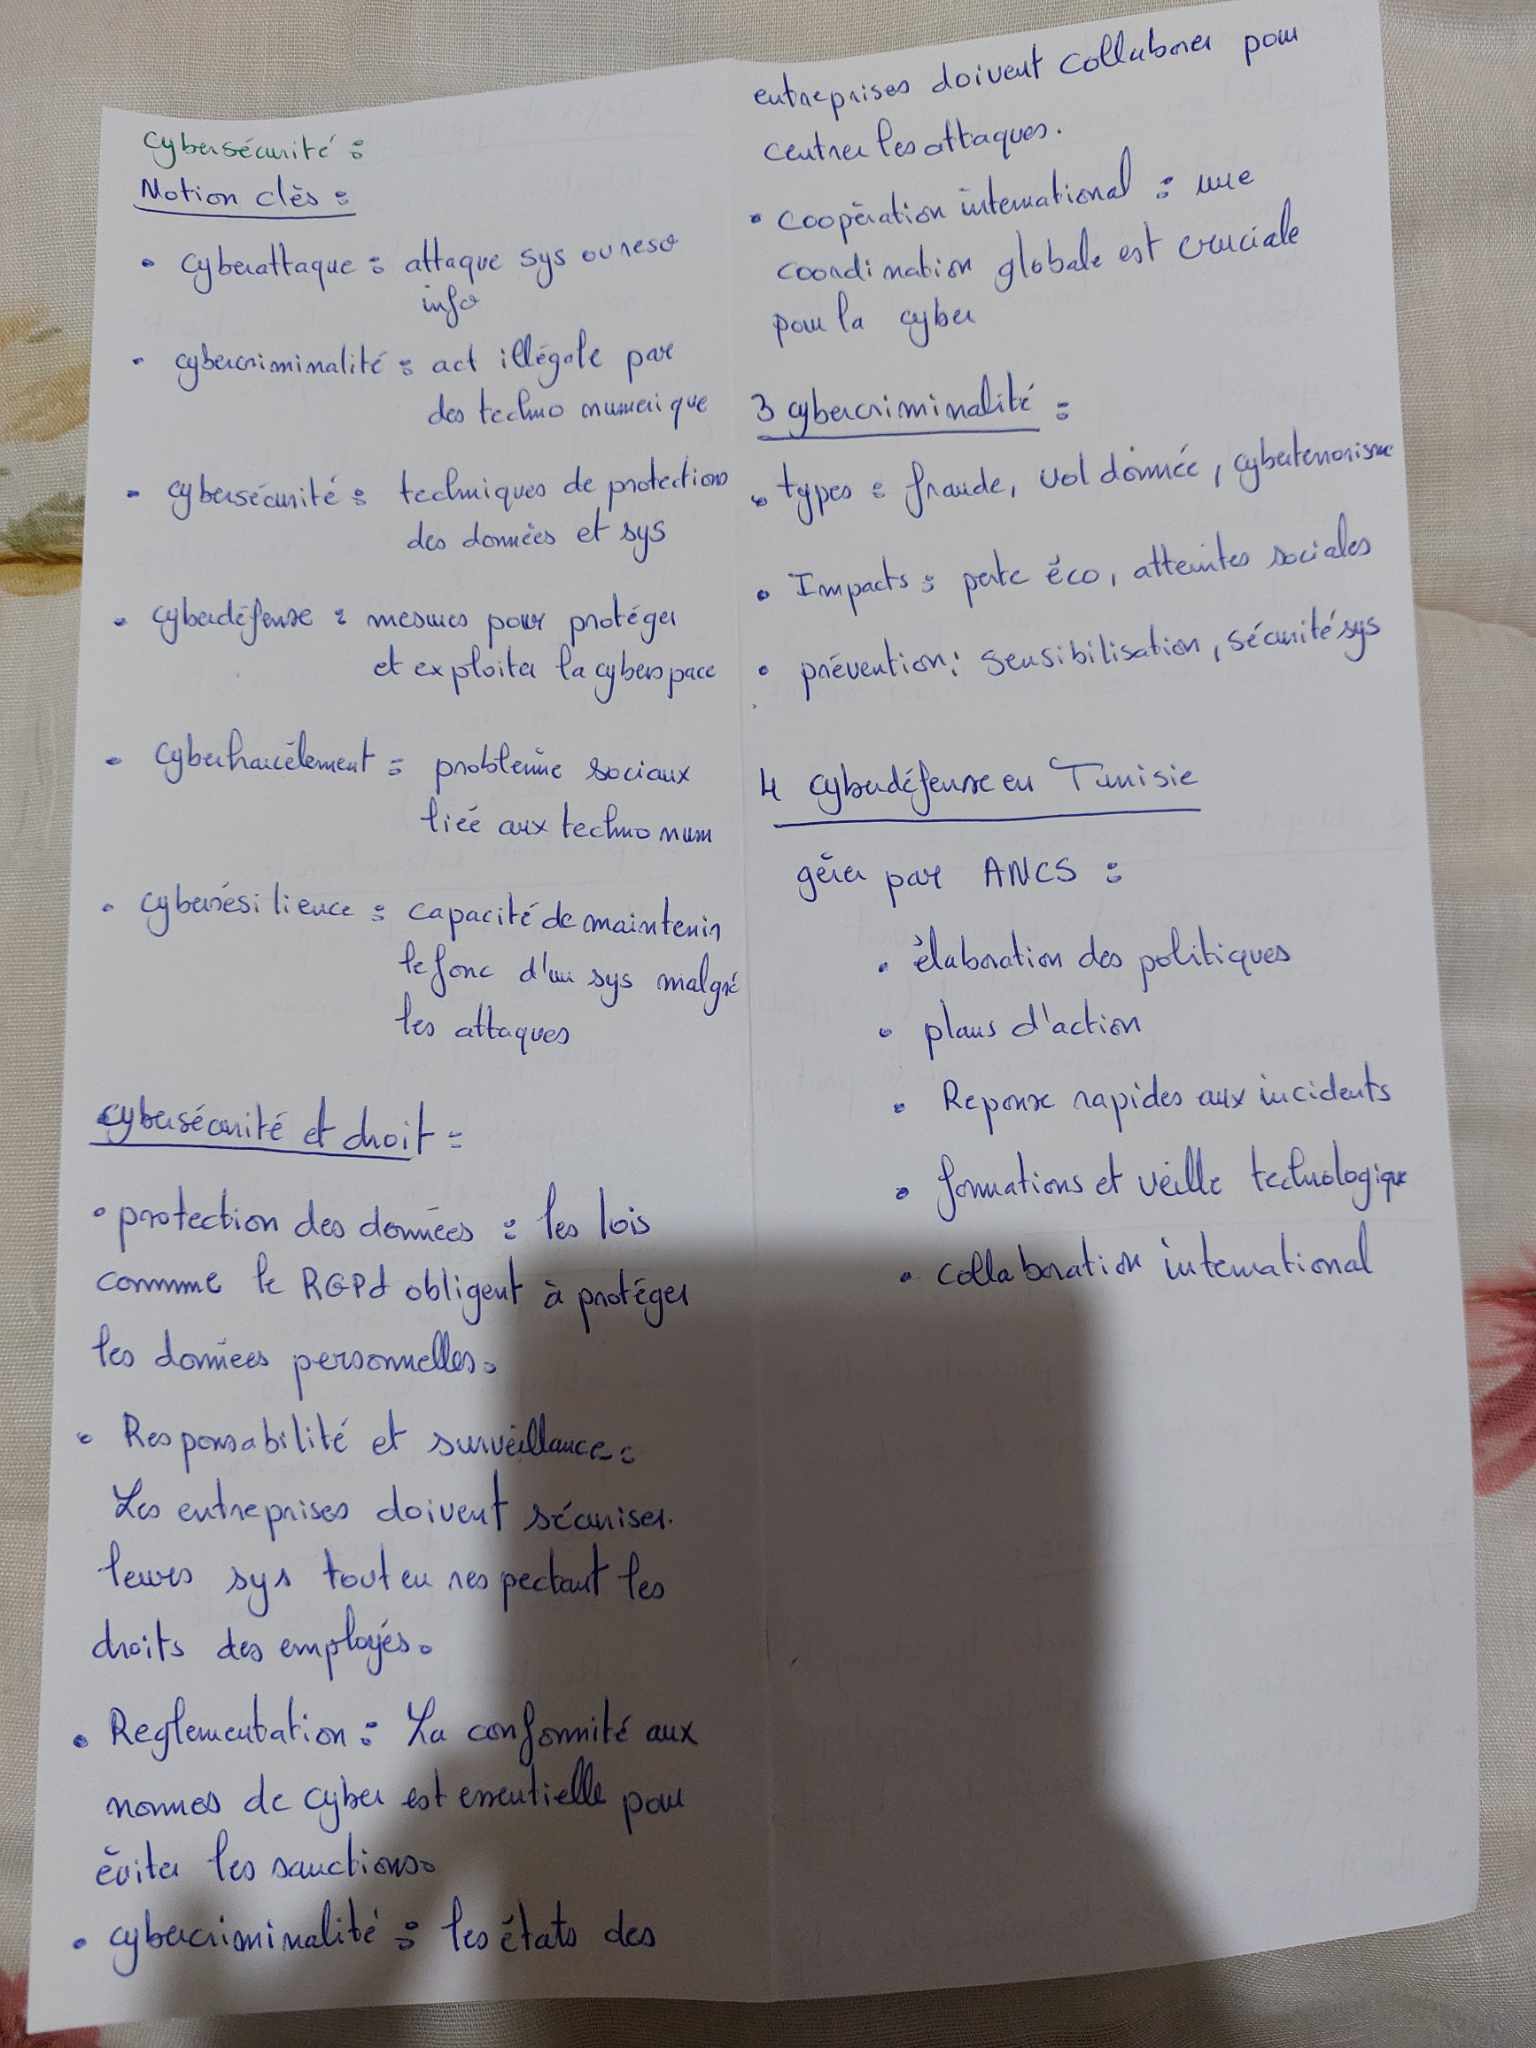 Cybersécurité :
Notion clès :
• Cyberattaque : attaque sys ou reso
info
• cybercriminalité : act illégale par
des techno numerique
• cybersécurité : techniques de protections
des données et sys
• cyberdéfense : mesures pour protéger
et exploiter la cyberspace
• Cyberharcèlement : problème sociaux
liée aux techno num
• cyberrésilience : capacité de maintenir
le fonc d'un sys malgré
les attaques
cybersécurité et droit :
• protection des données : les lois
comme le RGPd obligent à protéger
les données personnelles.
• Responsabilité et surveillance :
Les entreprises doivent sécuriser
leurs sys tout en respectant les
droits des employés.
• Reglementation : La conformité aux
normes de cyber est essentielle pour
éviter les sanctions.
• cybercriminalité : les états des
entreprises doivent collaborer pour
centrer les attaques.
• coopération international : une
coordination globale est cruciale
pour la cyber
3 cybercriminalité :
• types : fraude, vol donnée, cyberterrorisme
• Impacts : perte éco, atteintes sociales
• prévention : sensibilisation, sécurité sys
4 cyberdéfense en Tunisie
gérer par ANCS :
• élaboration des politiques
• plans d'action
• Reponse rapides aux incidents
• formations et veille technologique
• collaboration international